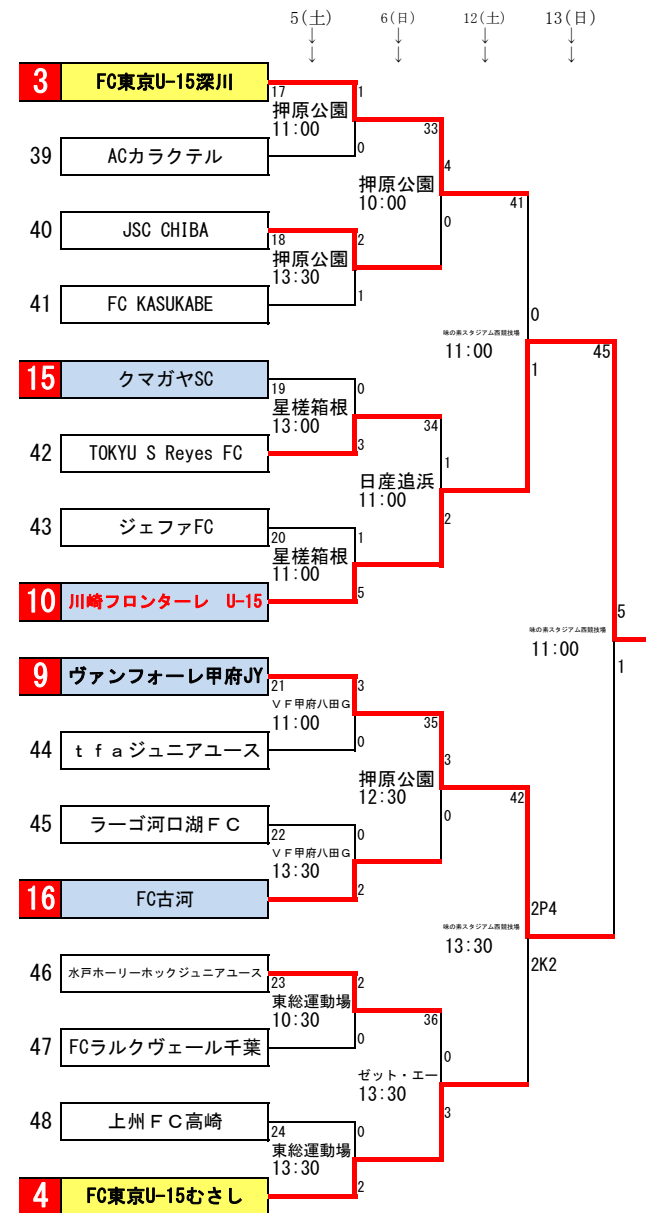 5(土) 6(日) 12(土) 13(日)
↓ ↓ ↓ ↓
↓ ↓ ↓ ↓
3 FC東京U-15深川
17 1
押原公園
11:00
0
39 ACカラクテル
33
4
押原公園
10:00
0
40 JSC CHIBA
18 2
押原公園
13:30
1
41 FC KASUKABE
41
0
味の素スタジアム西競技場
11:00
1
15 クマガヤSC
19 0
星槎箱根
13:00
3
42 TOKYU S Reyes FC
34
1
日産追浜
11:00
2
43 ジェファFC
20 1
星槎箱根
11:00
5
10 川崎フロンターレ U-15
45
5
味の素スタジアム西競技場
11:00
1
9 ヴァンフォーレ甲府JY
21 3
VF甲府八田G
11:00
0
44 tfaジュニアユース
35
3
押原公園
12:30
0
45 ラーゴ河口湖FC
22 0
VF甲府八田G
13:30
2
16 FC古河
42
2P4
味の素スタジアム西競技場
13:30
2K2
46 水戸ホーリーホックジュニアユース
23 2
東総運動場
10:30
0
47 FCラルクヴェール千葉
36
0
ゼット・エー
13:30
3
48 上州FC高崎
24 0
東総運動場
13:30
2
4 FC東京U-15むさし